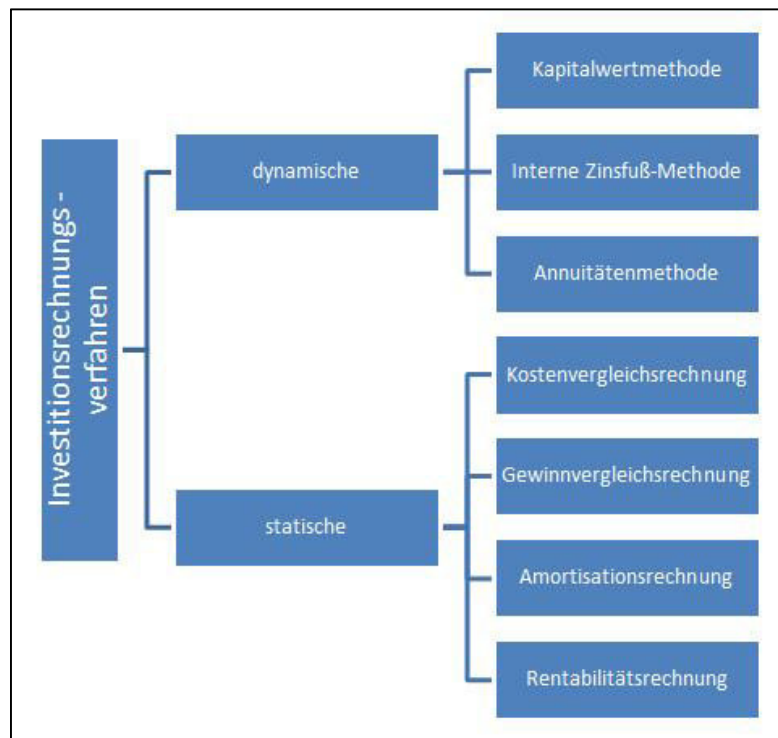 Investitionsrechnungs -
verfahren
dynamische
Kapitalwertmethode
Interne Zinsfuß-Methode
Annuitätenmethode
statische
Kostenvergleichsrechnung
Gewinnvergleichsrechnung
Amortisationsrechnung
Rentabilitätsrechnung